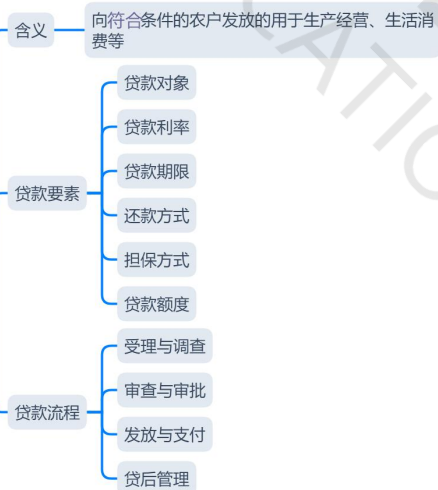 含义
向符合条件的农户发放的用于生产经营、生活消
费等
贷款要素
贷款对象
贷款利率
贷款期限
还款方式
担保方式
贷款额度
贷款流程
受理与调查
审查与审批
发放与支付
贷后管理